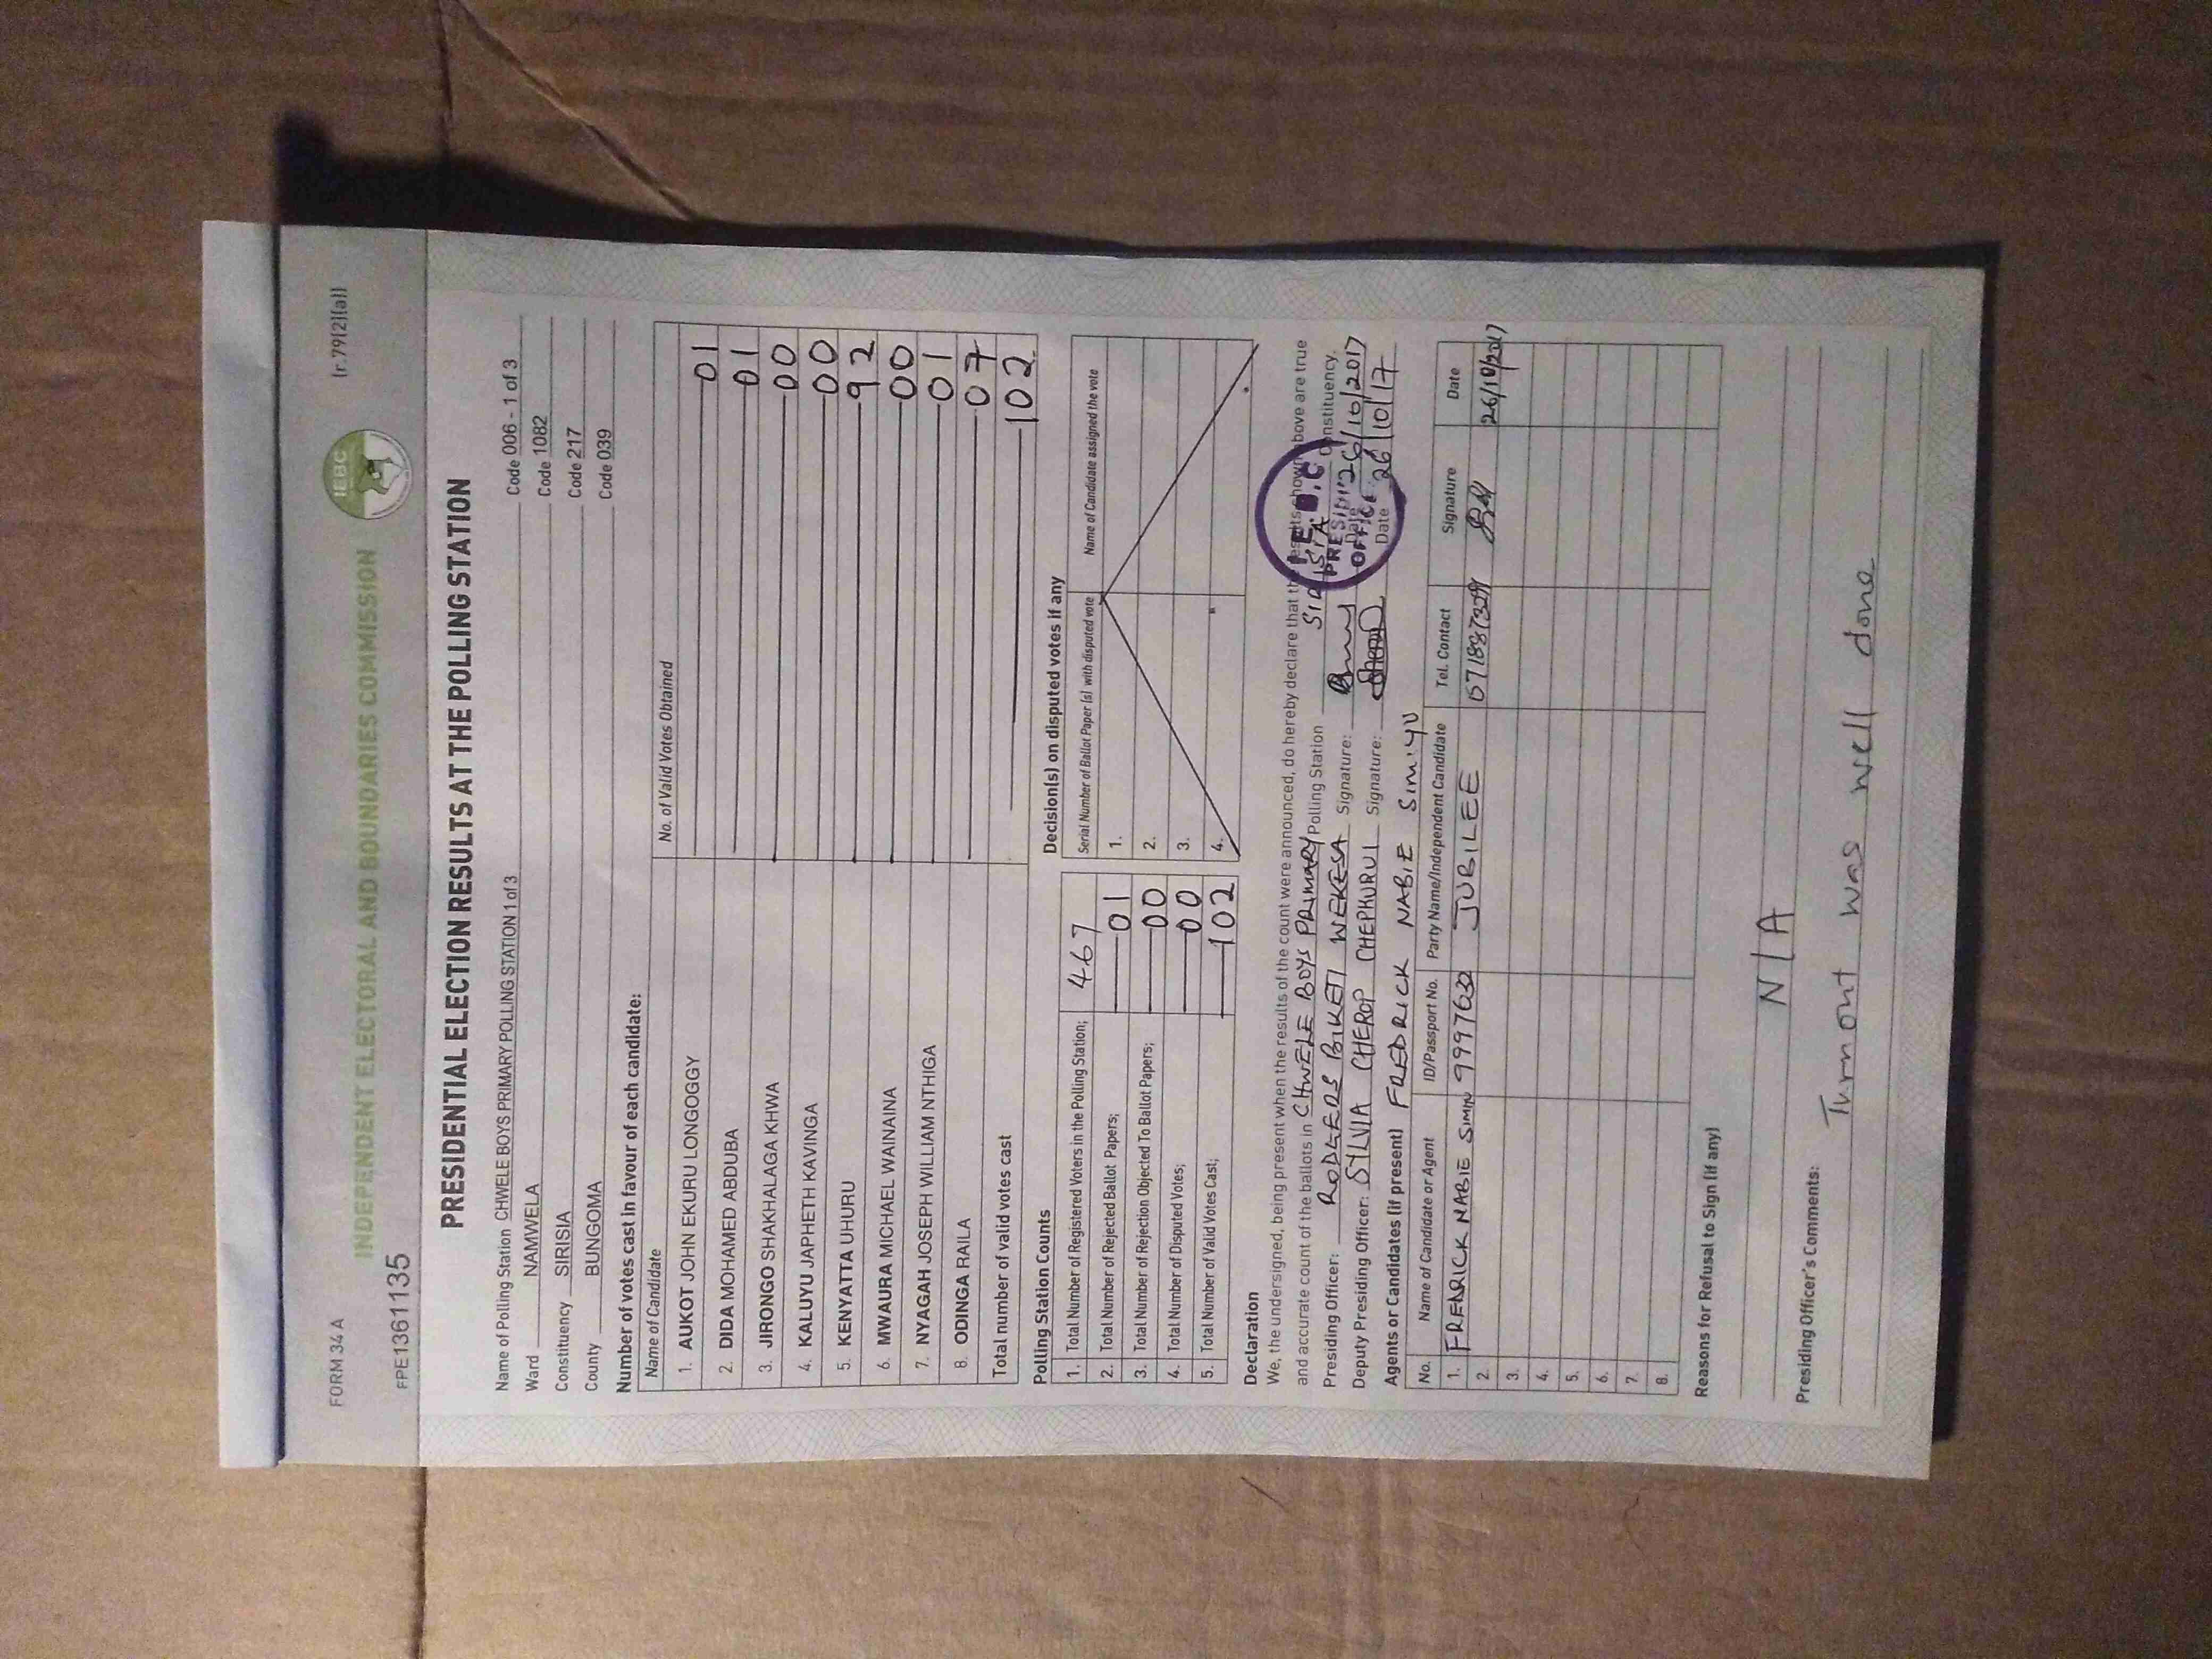 FORM 34 A
(r.79(2)(a))
INDEPENDENT ELECTORAL AND BOUNDARIES COMMISSION
IEBC
FPE1361135
PRESIDENTIAL ELECTION RESULTS AT THE POLLING STATION
Name of Polling Station CHWELE BOYS PRIMARY POLLING STATION 1 of 3 Code 006 - 1 of 3
Ward NAMWELA Code 1082
Constituency SIRISIA Code 217
County BUNGOMA Code 039
Number of votes cast in favour of each candidate:
Name of Candidate No. of Valid Votes Obtained
1. AUKOT JOHN EKURU LONGOGGY 01
2. DIDA MOHAMED ABDUBA 01
3. JIRONGO SHAKHALAGA KHWA 00
4. KALUYU JAPHETH KAVINGA 00
5. KENYATTA UHURU 92
6. MWAURA MICHAEL WAINAINA 00
7. NYAGAH JOSEPH WILLIAM NTHIGA 01
8. ODINGA RAILA 07
Total number of valid votes cast 102
Polling Station Counts
1. Total Number of Registered Voters in the Polling Station; 467
2. Total Number of Rejected Ballot Papers; 01
3. Total Number of Rejection Objected To Ballot Papers; 00
4. Total Number of Disputed Votes; 00
5. Total Number of Valid Votes Cast; 102
Decision(s) on disputed votes if any
Serial Number of Ballot Paper (s) with disputed vote Name of Candidate assigned the vote
1.
2.
3.
4.
Declaration
We, the undersigned, being present when the results of the count were announced, do hereby declare that the results shown above are true
and accurate count of the ballots in CHWELE BOYS PRIMARY Polling Station SIRISIA Constituency.
Presiding Officer: RODGERS BIKETI WEKESA Signature: Date 26/10/2017
Deputy Presiding Officer: SYLVIA CHEROP CHEPKURUI Signature: Date 26/10/17
I.E.B.C
PRESIDING
OFFICE
Agents or Candidates (if present) FREDRICK NABIE SIMIYU
No. Name of Candidate or Agent ID/Passport No. Party Name/Independent Candidate Tel. Contact Signature Date
1. FREDRICK NABIE 9997632 JUBILEE 26/10/2017
2.
3.
4.
5.
6.
7.
8.
Reasons for Refusal to Sign (if any)
N/A
Presiding Officer's Comments:
Turnont was well done